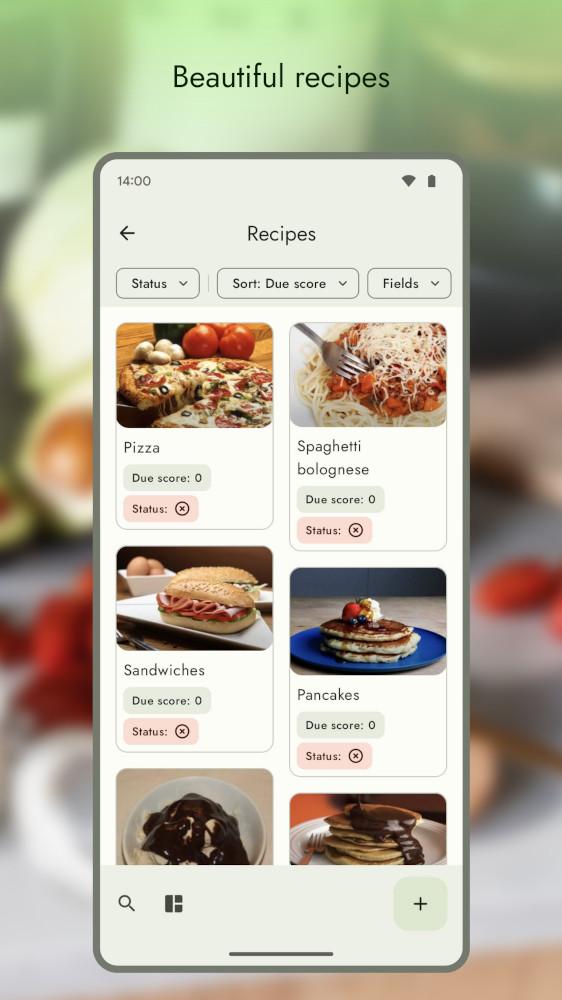 Beautiful recipes
14:00
Recipes
Status
Sort: Due score
Fields
Pizza
Due score: 0
Status:
Spaghetti
bolognese
Due score: 0
Status:
Sandwiches
Due score: 0
Status:
Pancakes
Due score: 0
Status: